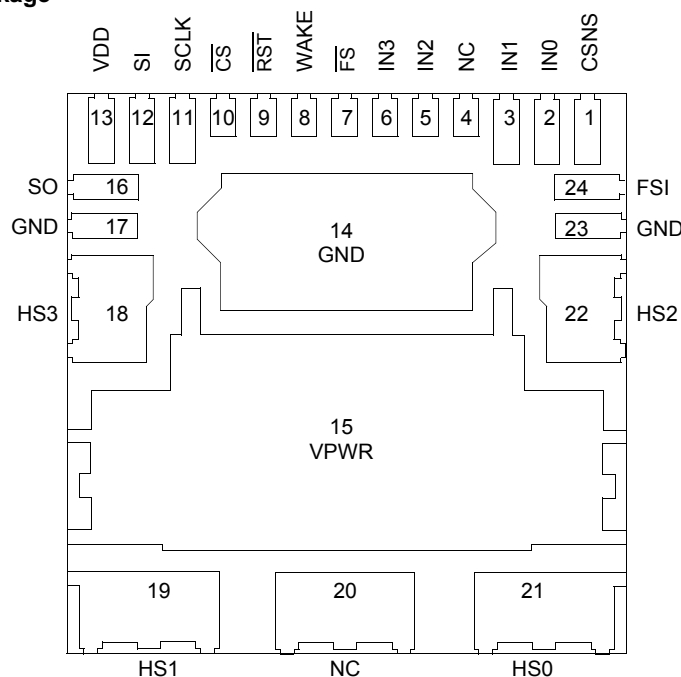 VDD SI SCLK CS RST WAKE FS IN3 IN2 NC IN1 IN0 CSNS
13 12 11 10 9 8 7 6 5 4 3 2 1
SO 16 24 FSI
GND 17 14 23 GND
GND
HS3 18 22 HS2
15
VPWR
19 20 21
HS1 NC HS0